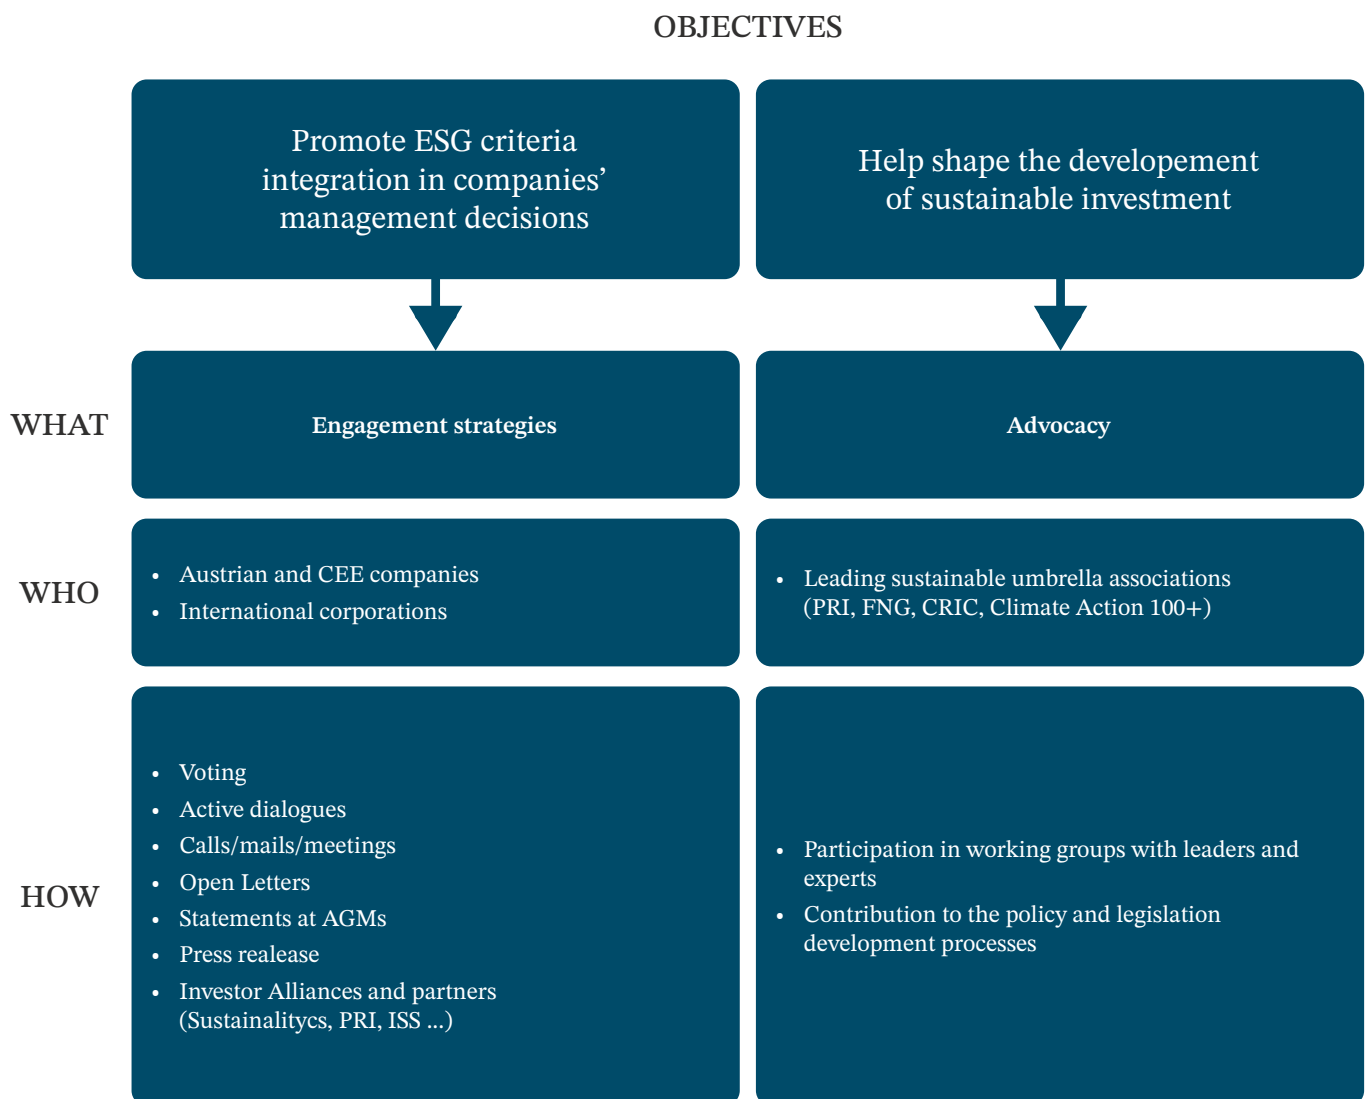 OBJECTIVES
Promote ESG criteria
integration in companies’
management decisions
Help shape the developement
of sustainable investment
WHAT
Engagement strategies
Advocacy
WHO
• Austrian and CEE companies
• International corporations
• Leading sustainable umbrella associations
(PRI, FNG, CRIC, Climate Action 100+)
HOW
• Voting
• Active dialogues
• Calls/mails/meetings
• Open Letters
• Statements at AGMs
• Press realease
• Investor Alliances and partners
(Sustainalitycs, PRI, ISS ...)
• Participation in working groups with leaders and
experts
• Contribution to the policy and legislation
development processes